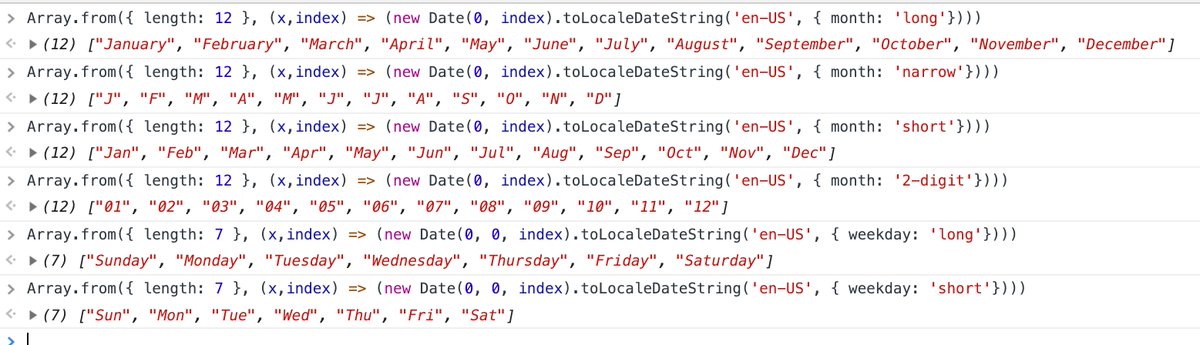 > Array.from({ length: 12 }, (x,index) => (new Date(0, index).toLocaleDateString('en-US', { month: 'long'})))
(12) ["January", "February", "March", "April", "May", "June", "July", "August", "September", "October", "November", "December"]
> Array.from({ length: 12 }, (x,index) => (new Date(0, index).toLocaleDateString('en-US', { month: 'narrow'})))
(12) ["J", "F", "M", "A", "M", "J", "J", "A", "S", "O", "N", "D"]
> Array.from({ length: 12 }, (x,index) => (new Date(0, index).toLocaleDateString('en-US', { month: 'short'})))
(12) ["Jan", "Feb", "Mar", "Apr", "May", "Jun", "Jul", "Aug", "Sep", "Oct", "Nov", "Dec"]
> Array.from({ length: 12 }, (x,index) => (new Date(0, index).toLocaleDateString('en-US', { month: '2-digit'})))
(12) ["01", "02", "03", "04", "05", "06", "07", "08", "09", "10", "11", "12"]
> Array.from({ length: 7 }, (x,index) => (new Date(0, 0, index).toLocaleDateString('en-US', { weekday: 'long'})))
(7) ["Sunday", "Monday", "Tuesday", "Wednesday", "Thursday", "Friday", "Saturday"]
> Array.from({ length: 7 }, (x,index) => (new Date(0, 0, index).toLocaleDateString('en-US', { weekday: 'short'})))
(7) ["Sun", "Mon", "Tue", "Wed", "Thu", "Fri", "Sat"]
>